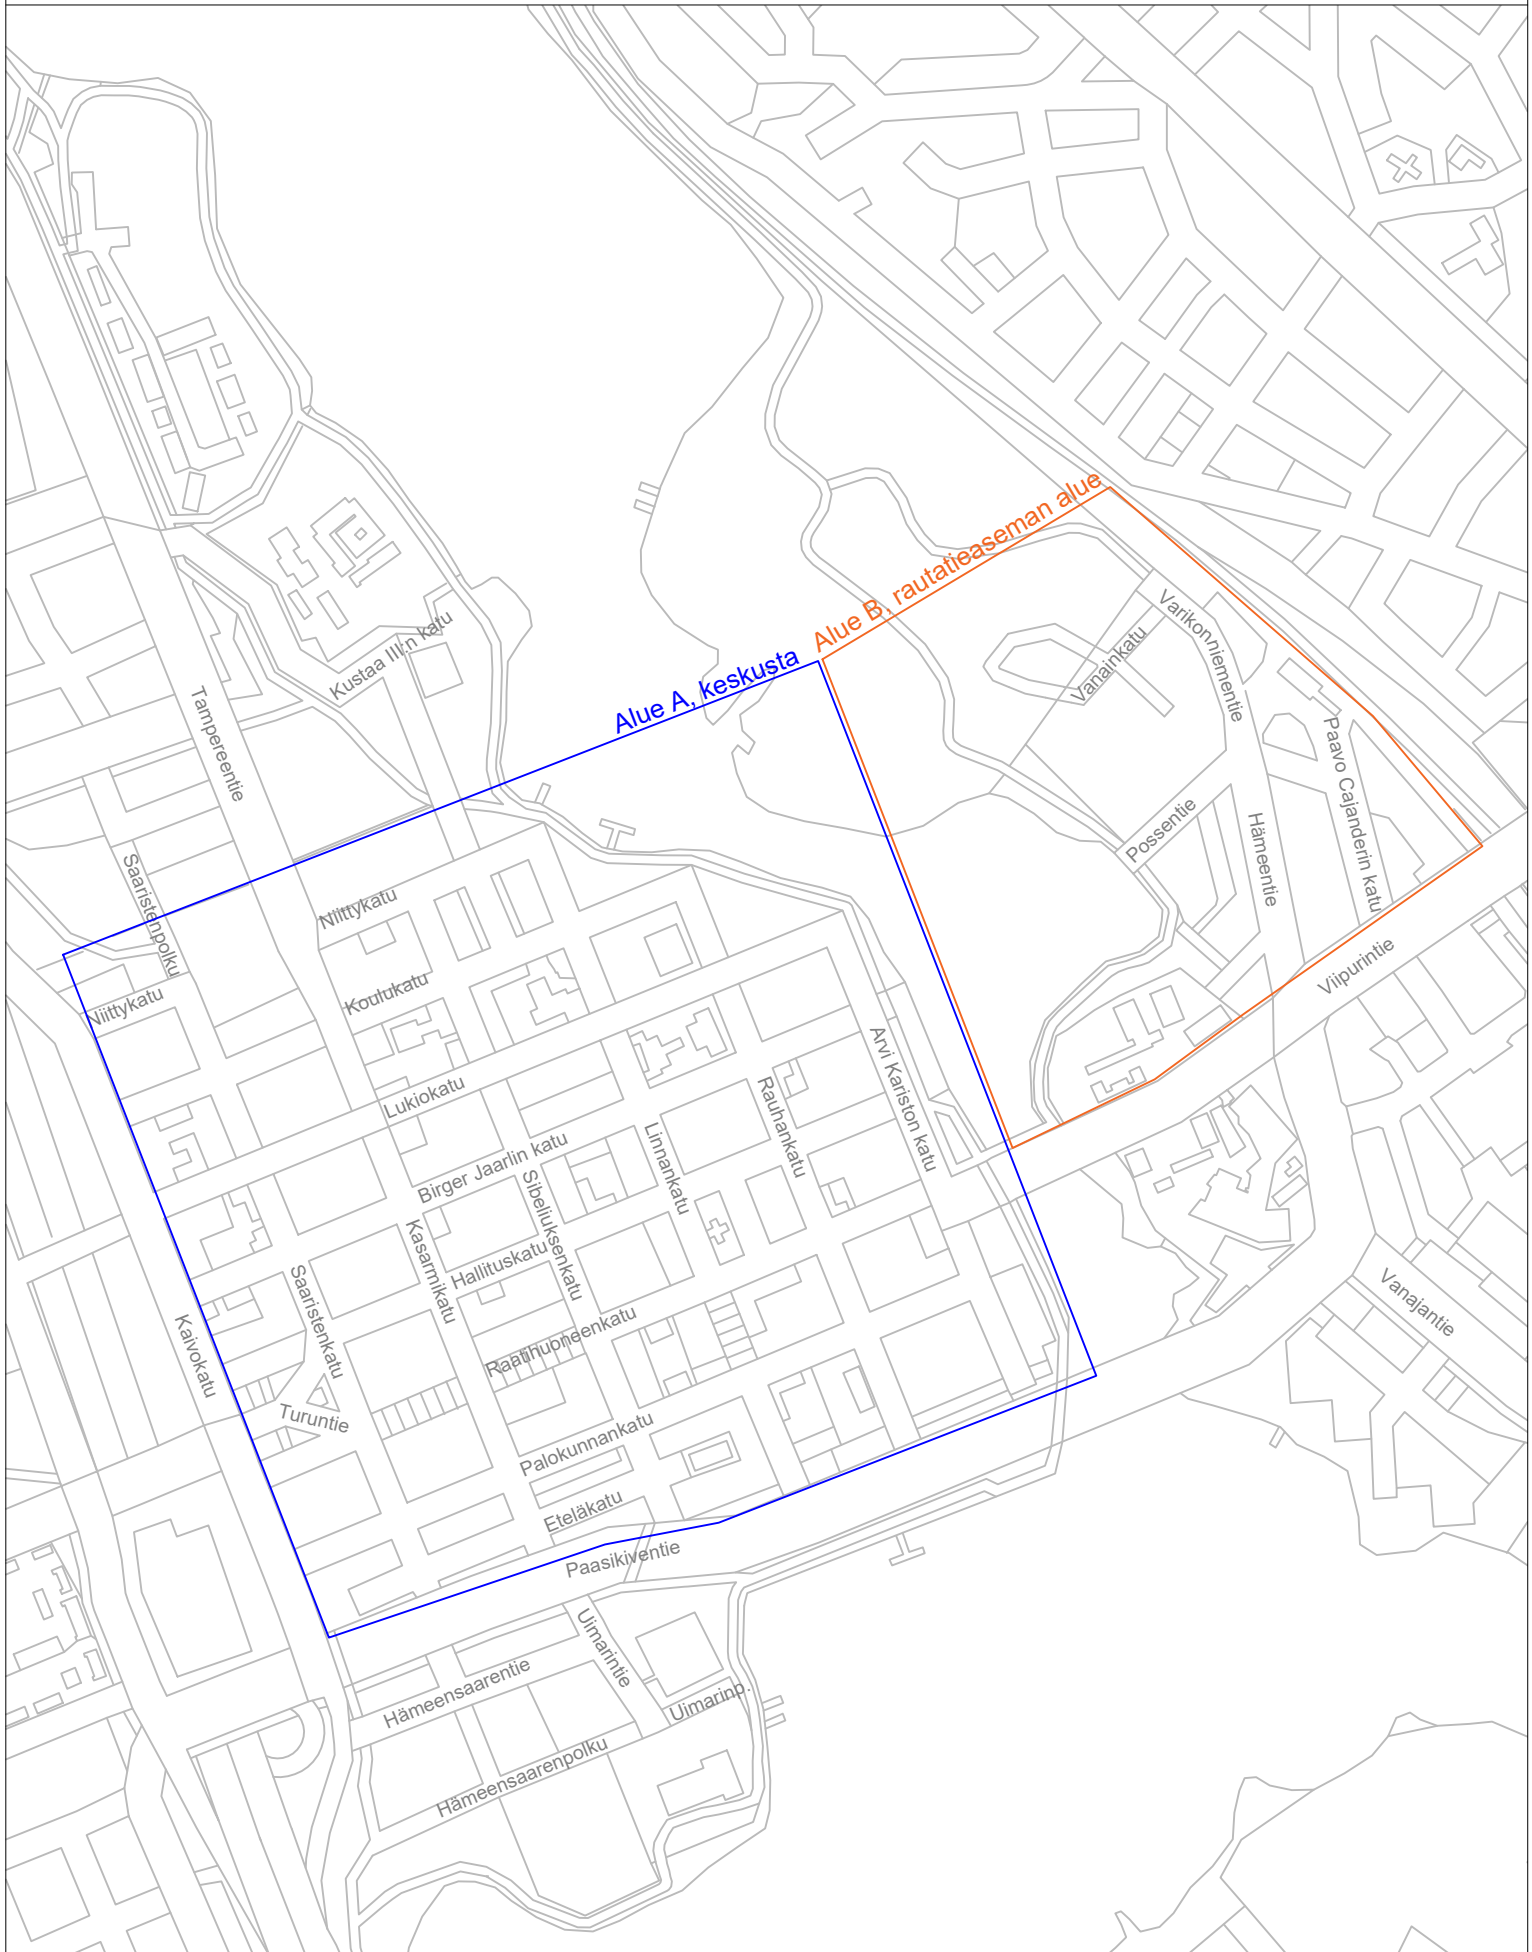 Alue B, rautatieaseman alue
Alue A, keskusta
Varikonniementie
Vanainkatu
Kustaa III:n katu
Tampereentie
Paavo Cajanderin katu
Possentie
Hämeentie
Saaristenpolku
Niittykatu
Viipurintie
Koulukatu
Niittykatu
Lukiokatu
Arvi Karistonkatu
Rauhankatu
Linnankatu
Birger Jaarlin katu
Sibeliuksenkatu
Kasarmikatu
Hallituskatu
Saaristenkatu
Vanajantie
Kaivokatu
Raatihuoneenkatu
Turuntie
Palokunnankatu
Eteläkatu
Paasikiventie
Uimarintie
Hämeensaarentie
Uimarinp.
Hämeensaarenpolku